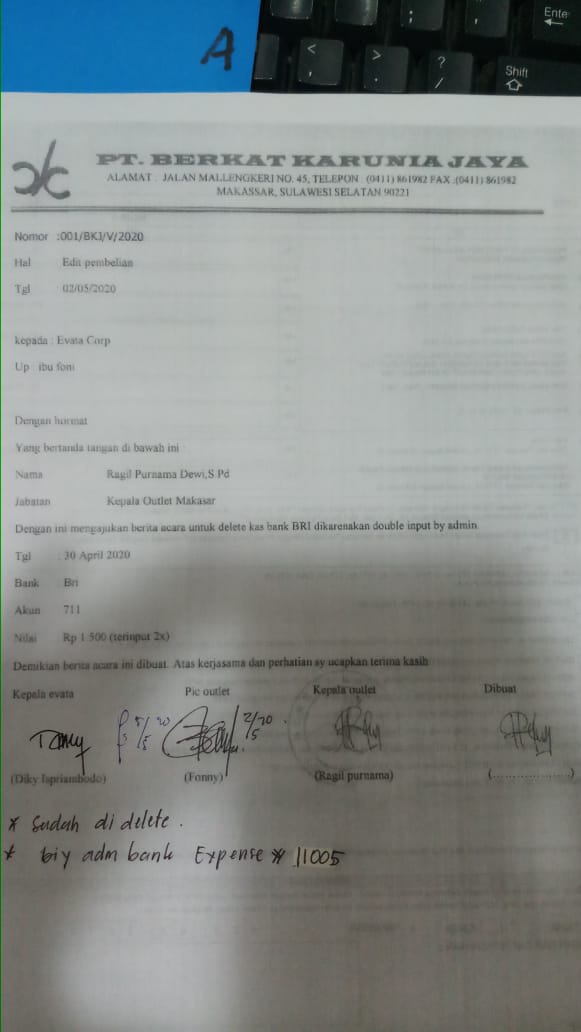 A
Enter
Shift
PT. BERKAT KARUNIA JAYA
ALAMAT : JALAN MALLENGKERI NO. 45, TELEPON : (0411) 861982 FAX :(0411) 861982
MAKASSAR, SULAWESI SELATAN 90221
Nomor :001/BKJ/V/2020
Hal Edit pembelian
Tgl 02/05/2020
kepada : Evata Corp
Up : ibu foni
Dengan hormat
Yang bertanda tangan di bawah ini :
Nama Ragil Purnama Dewi,S.Pd
Jabatan Kepala Outlet Makasar
Dengan ini mengajukan berita acara untuk delete kas bank BRI dikarenakan double input by admin
Tgl : 30 April 2020
Bank Bri
Akun 711
Nilai Rp 1.500 (terinput 2x)
Demikian berita acara ini dibuat. Atas kerjasama dan perhatian ny ucapkan terima kasih
Kepala evata Pic outlet Kepala outlet Dibuat
5/5 20 2/5 20
(Diky Ispriambodo) (Fonny) (Ragil purnama) (......................)
* Sudah di delete.
* biy adm bank Expense * 11005